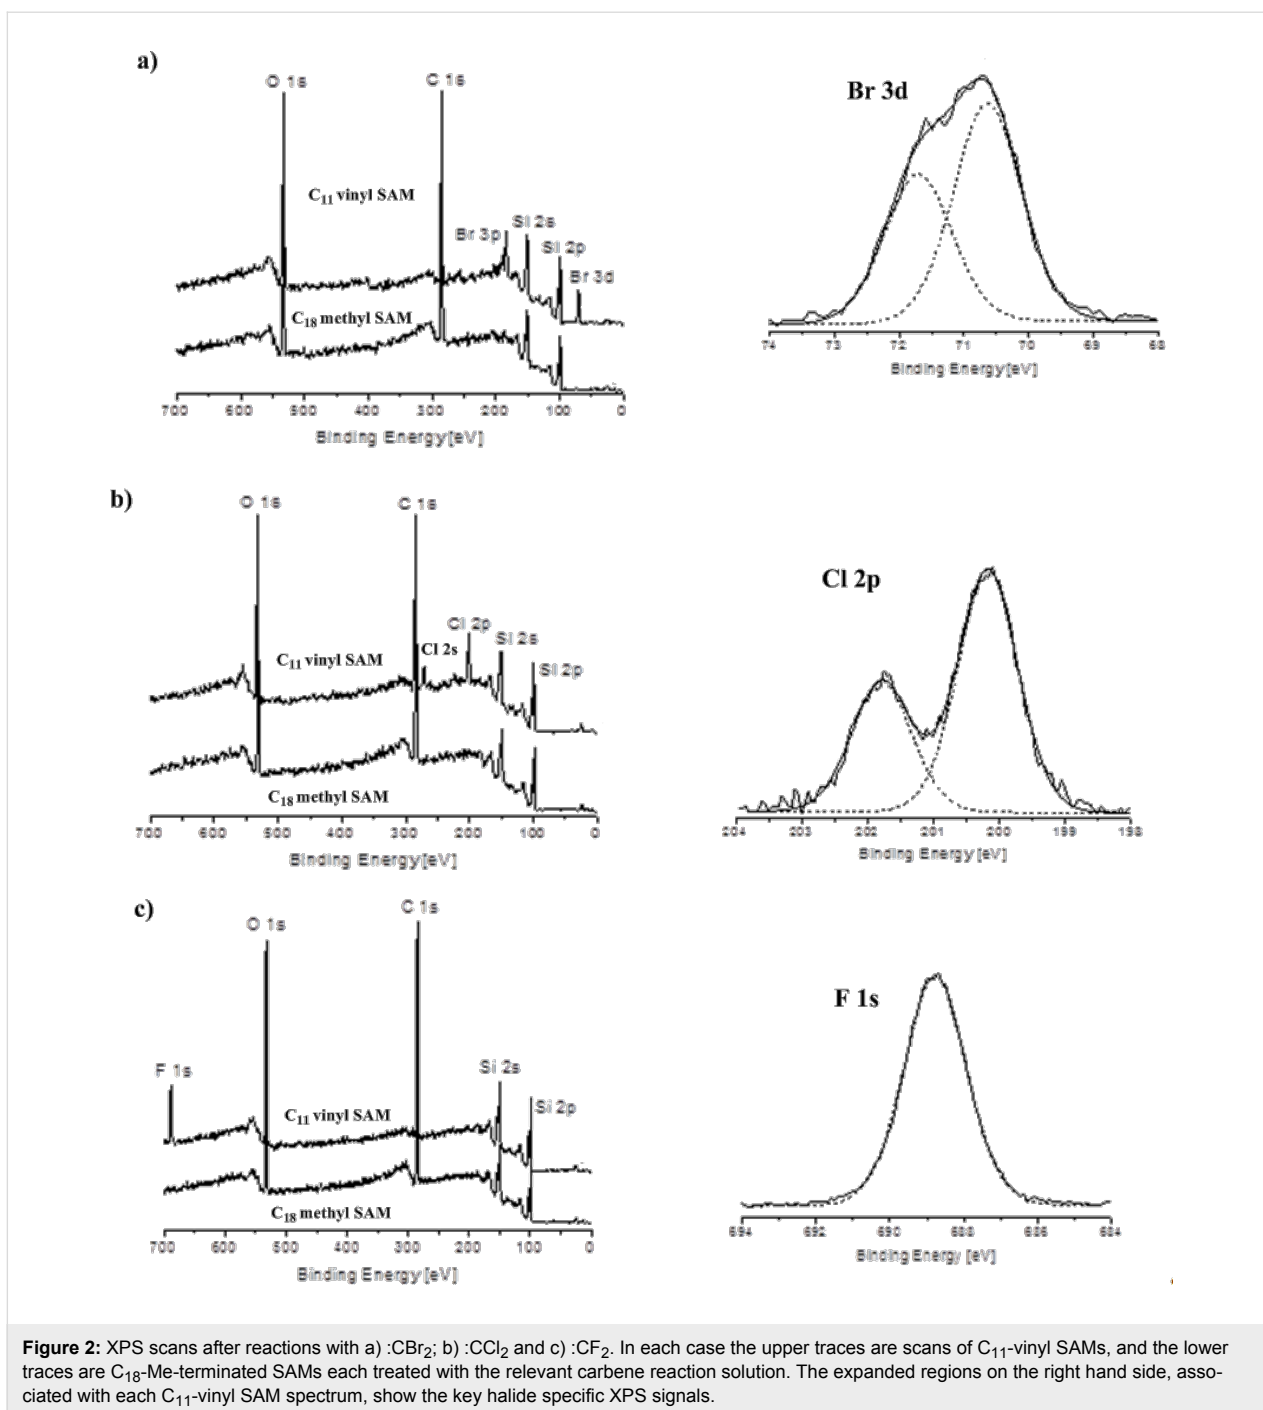 a)
O 1s
C 1s
C11 vinyl SAM
Br 3p
Si 2s
Si 2p
Br 3d
C18 methyl SAM
700 600 500 400 300 200 100 0
Binding Energy[eV]
Br 3d
74 73 72 71 70 69 68
Binding Energy[eV]
b)
O 1s
C 1s
C11 vinyl SAM
Cl 2s
Cl 2p
Si 2s
Si 2p
C18 methyl SAM
700 600 500 400 300 200 100 0
Binding Energy[eV]
Cl 2p
204 203 202 201 200 199 198
Binding Energy [eV]
c)
O 1s
C 1s
F 1s
Si 2s
Si 2p
C11 vinyl SAM
C18 methyl SAM
700 600 500 400 300 200 100 0
Binding Energy [eV]
F 1s
694 692 690 688 686 684
Binding Energy [eV]
Figure 2: XPS scans after reactions with a) :CBr2; b) :CCl2 and c) :CF2. In each case the upper traces are scans of C11-vinyl SAMs, and the lower
traces are C18-Me-terminated SAMs each treated with the relevant carbene reaction solution. The expanded regions on the right hand side, asso-
ciated with each C11-vinyl SAM spectrum, show the key halide specific XPS signals.